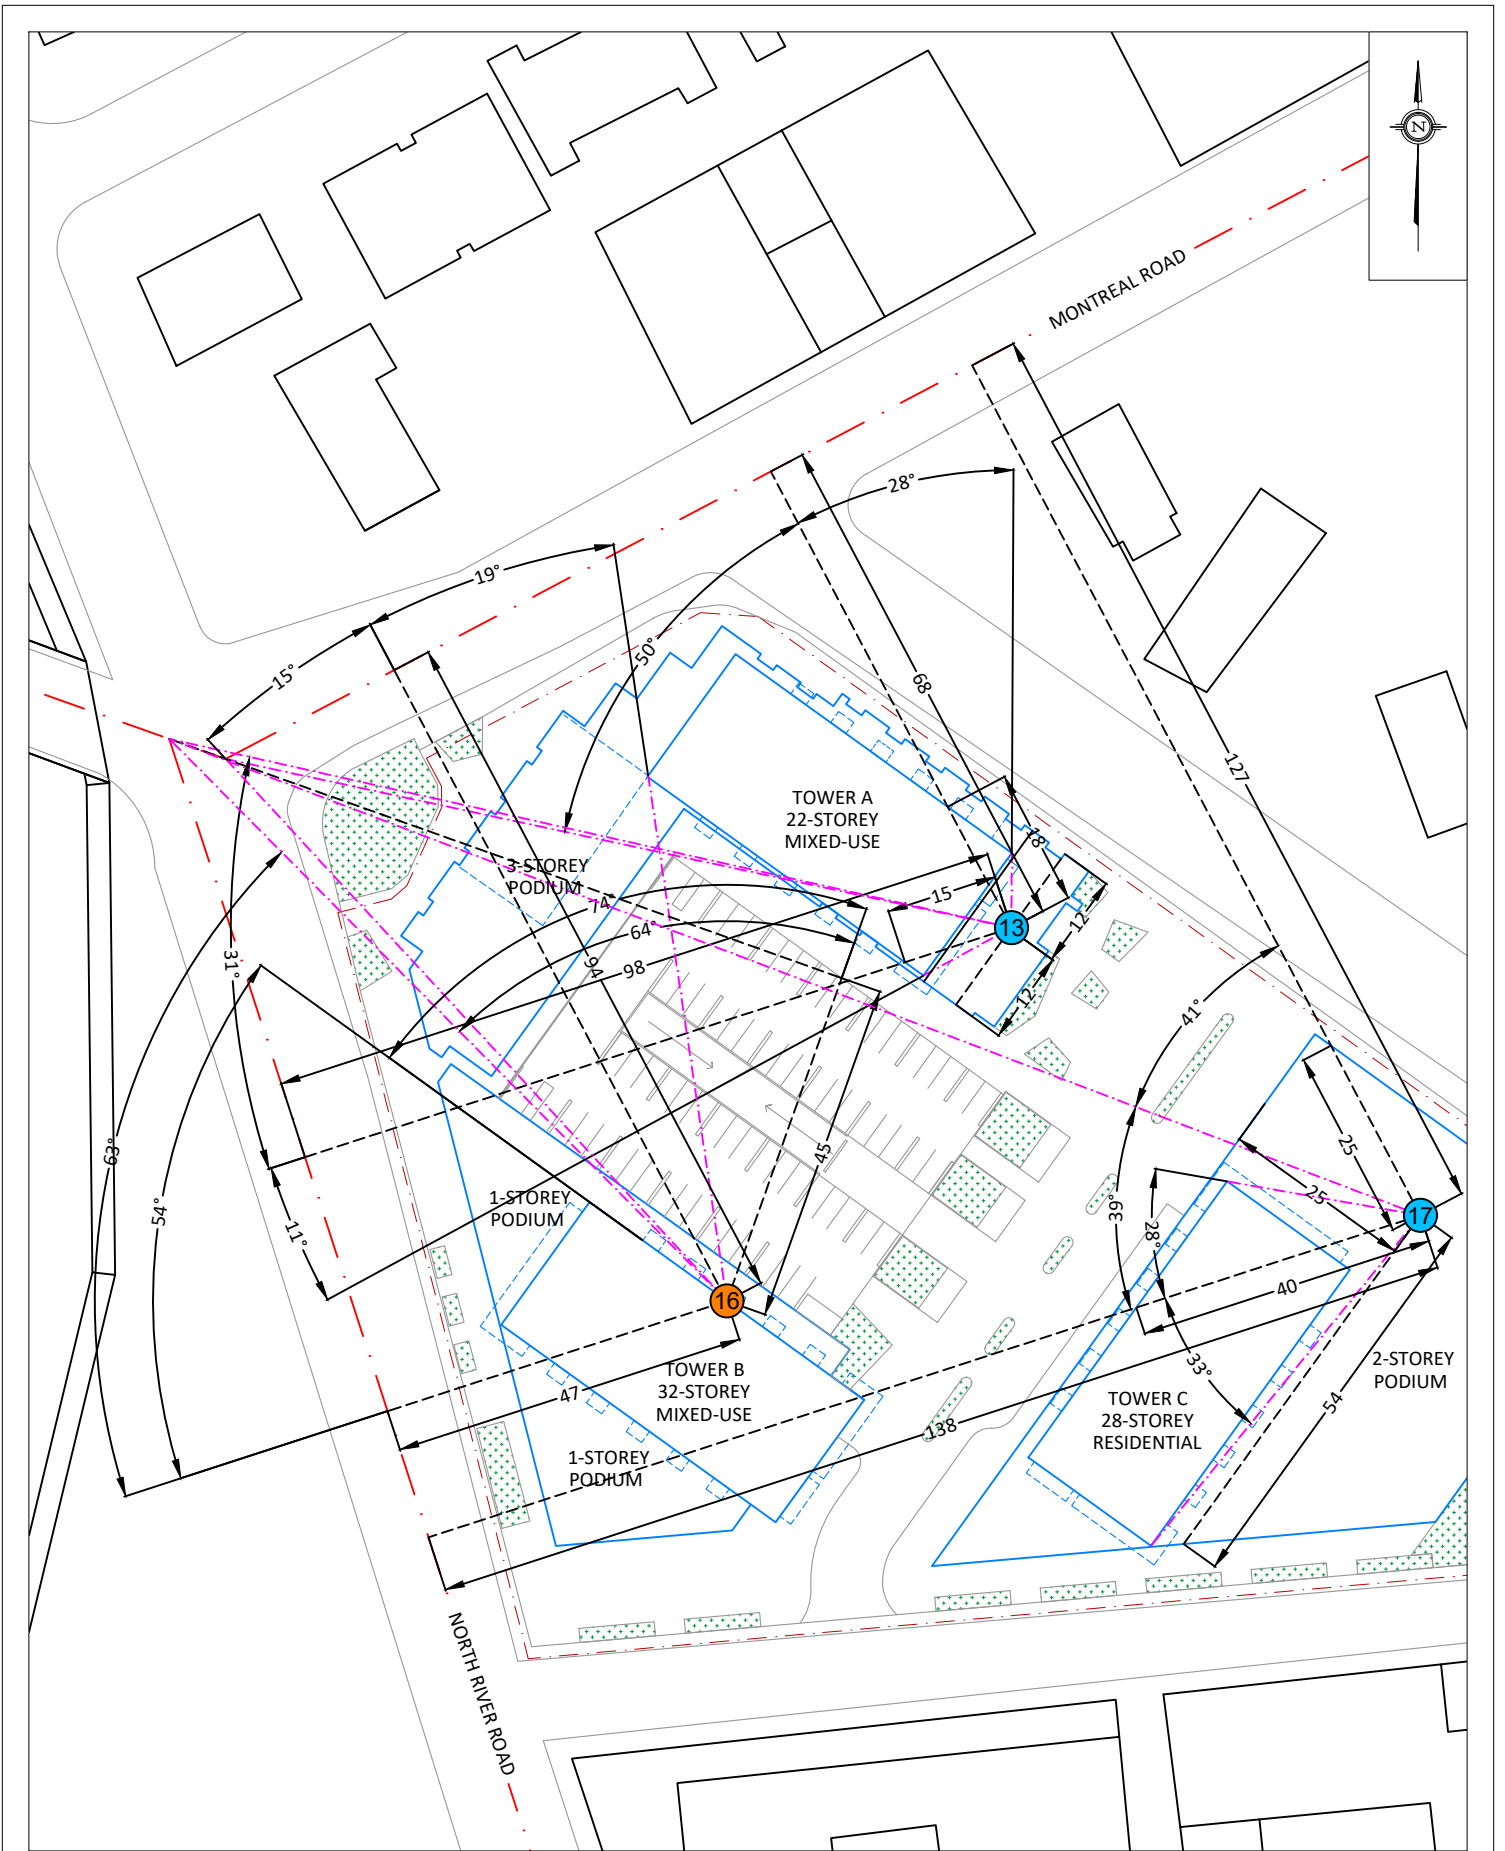 N
MONTREAL ROAD
28°
19°
15°
50°
68
127
TOWER A
22-STOREY
MIXED-USE
18
3-STOREY
PODIUM
74°
15
13
12
64°
94
98
12
31°
41°
63°
54°
11°
45
25
25
39°
28°
1-STOREY
PODIUM
17
16
40
33°
47
TOWER B
32-STOREY
MIXED-USE
2-STOREY
PODIUM
54
TOWER C
28-STOREY
RESIDENTIAL
138
1-STOREY
PODIUM
NORTH RIVER ROAD